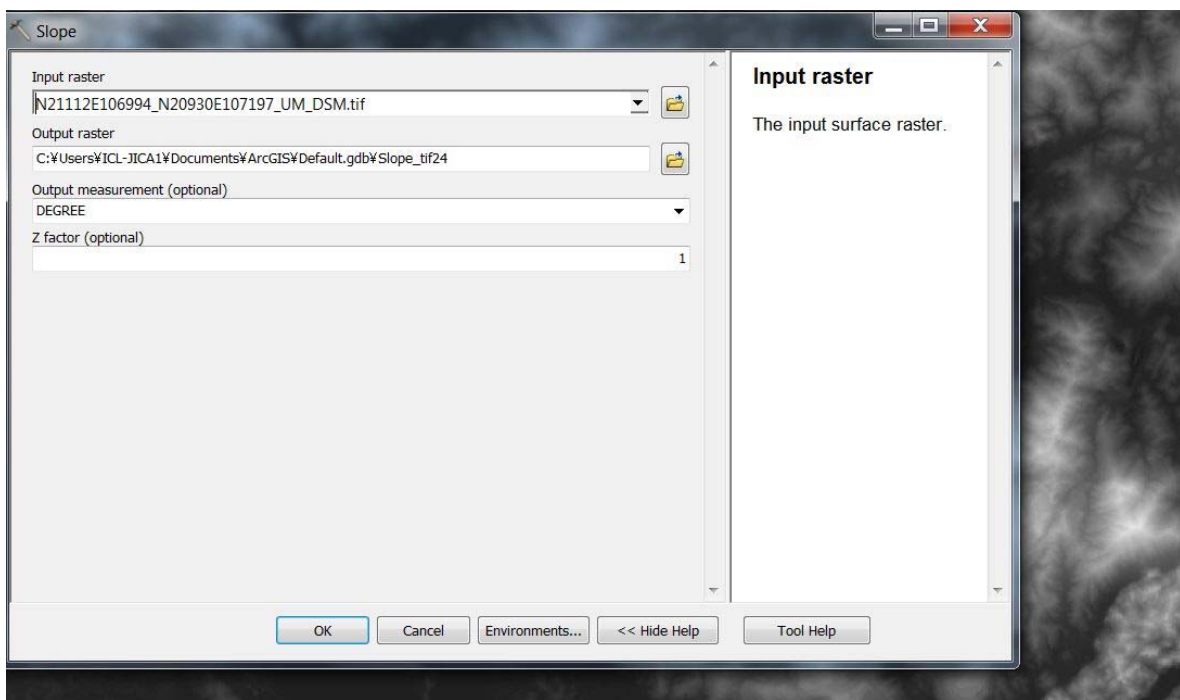 Slope
Input raster
N21112E106994_N20930E107197_UM_DSM.tif
Output raster
C:¥Users¥ICL-JICA1¥Documents¥ArcGIS¥Default.gdb¥Slope_tif24
Output measurement (optional)
DEGREE
Z factor (optional)
1
OK
Cancel
Environments...
<< Hide Help
Input raster
The input surface raster.
Tool Help